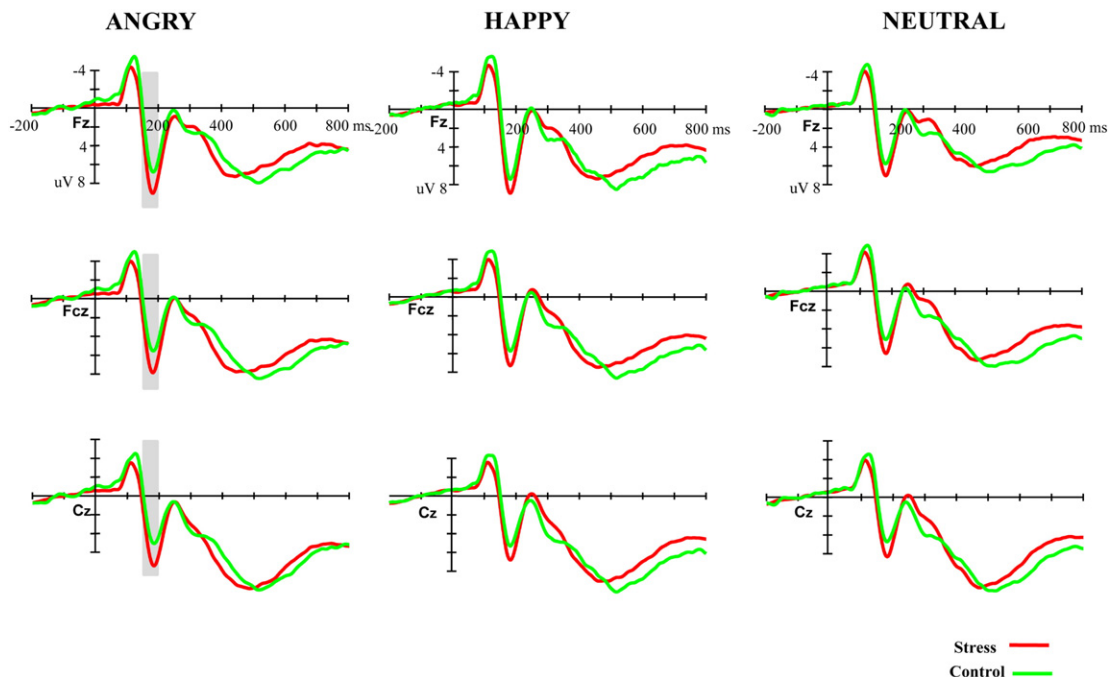 ANGRY HAPPY NEUTRAL
-4 -4 -4
-200 Fz 200 400 600 800 ms -200 Fz 200 400 600 800 ms -200 Fz 200 400 600 800 ms
4 4 4
uV 8 uV 8 uV 8
Fcz Fcz Fcz
Cz Cz Cz
Stress
Control